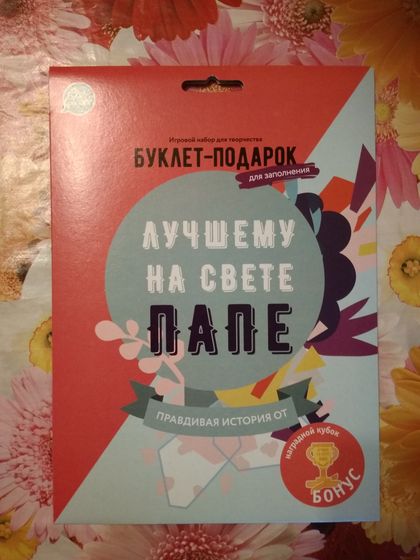 Игровой набор для творчества
БУКЛЕТ-ПОДАРОК
для заполнения
ЛУЧШЕМУ
НА СВЕТЕ
ПАПЕ
ПРАВДИВАЯ ИСТОРИЯ ОТ
наградной кубок
БОНУС